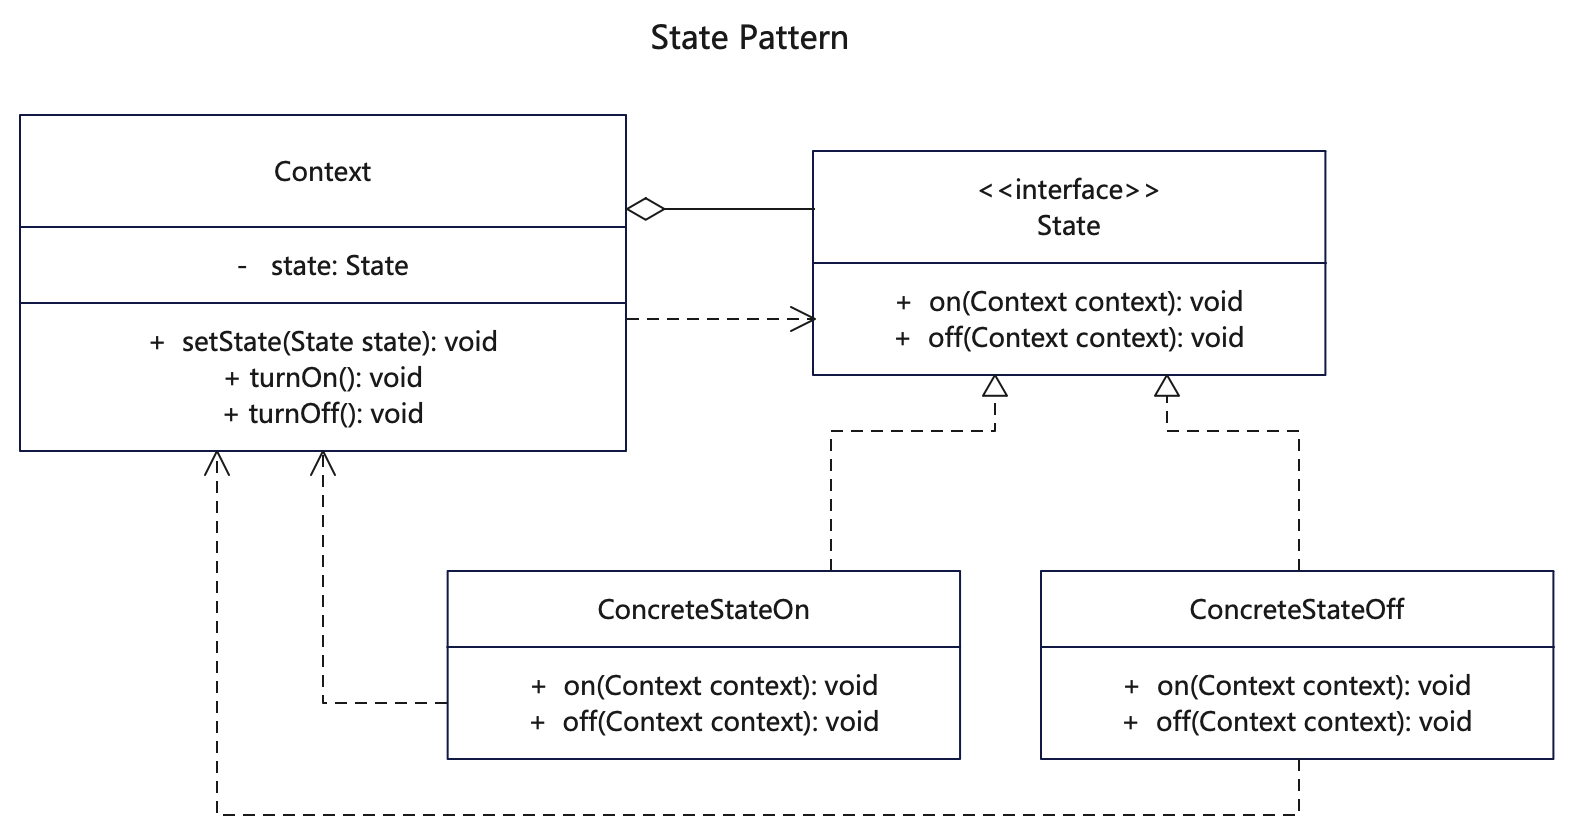 State Pattern
Context
- state: State
+ setState(State state): void
+ turnOn(): void
+ turnOff(): void
<<interface>>
State
+ on(Context context): void
+ off(Context context): void
ConcreteStateOn
+ on(Context context): void
+ off(Context context): void
ConcreteStateOff
+ on(Context context): void
+ off(Context context): void